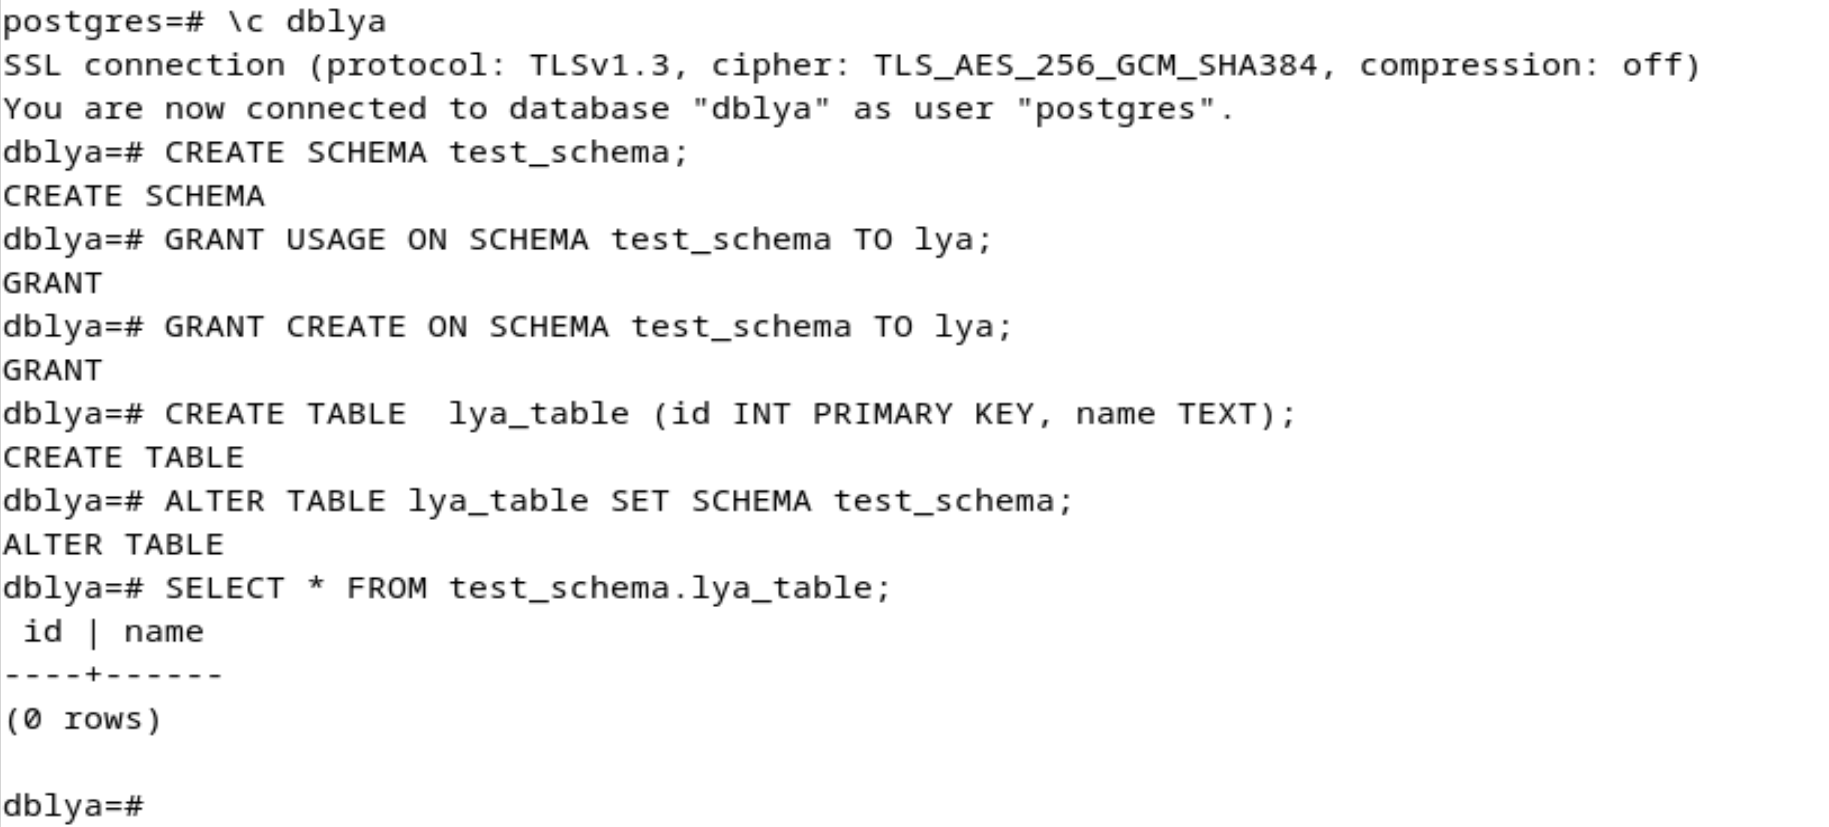 postgres=# \c dblya
SSL connection (protocol: TLSv1.3, cipher: TLS_AES_256_GCM_SHA384, compression: off)
You are now connected to database "dblya" as user "postgres".
dblya=# CREATE SCHEMA test_schema;
CREATE SCHEMA
dblya=# GRANT USAGE ON SCHEMA test_schema TO lya;
GRANT
dblya=# GRANT CREATE ON SCHEMA test_schema TO lya;
GRANT
dblya=# CREATE TABLE  lya_table (id INT PRIMARY KEY, name TEXT);
CREATE TABLE
dblya=# ALTER TABLE lya_table SET SCHEMA test_schema;
ALTER TABLE
dblya=# SELECT * FROM test_schema.lya_table;
 id | name
----+------
(0 rows)

dblya=#